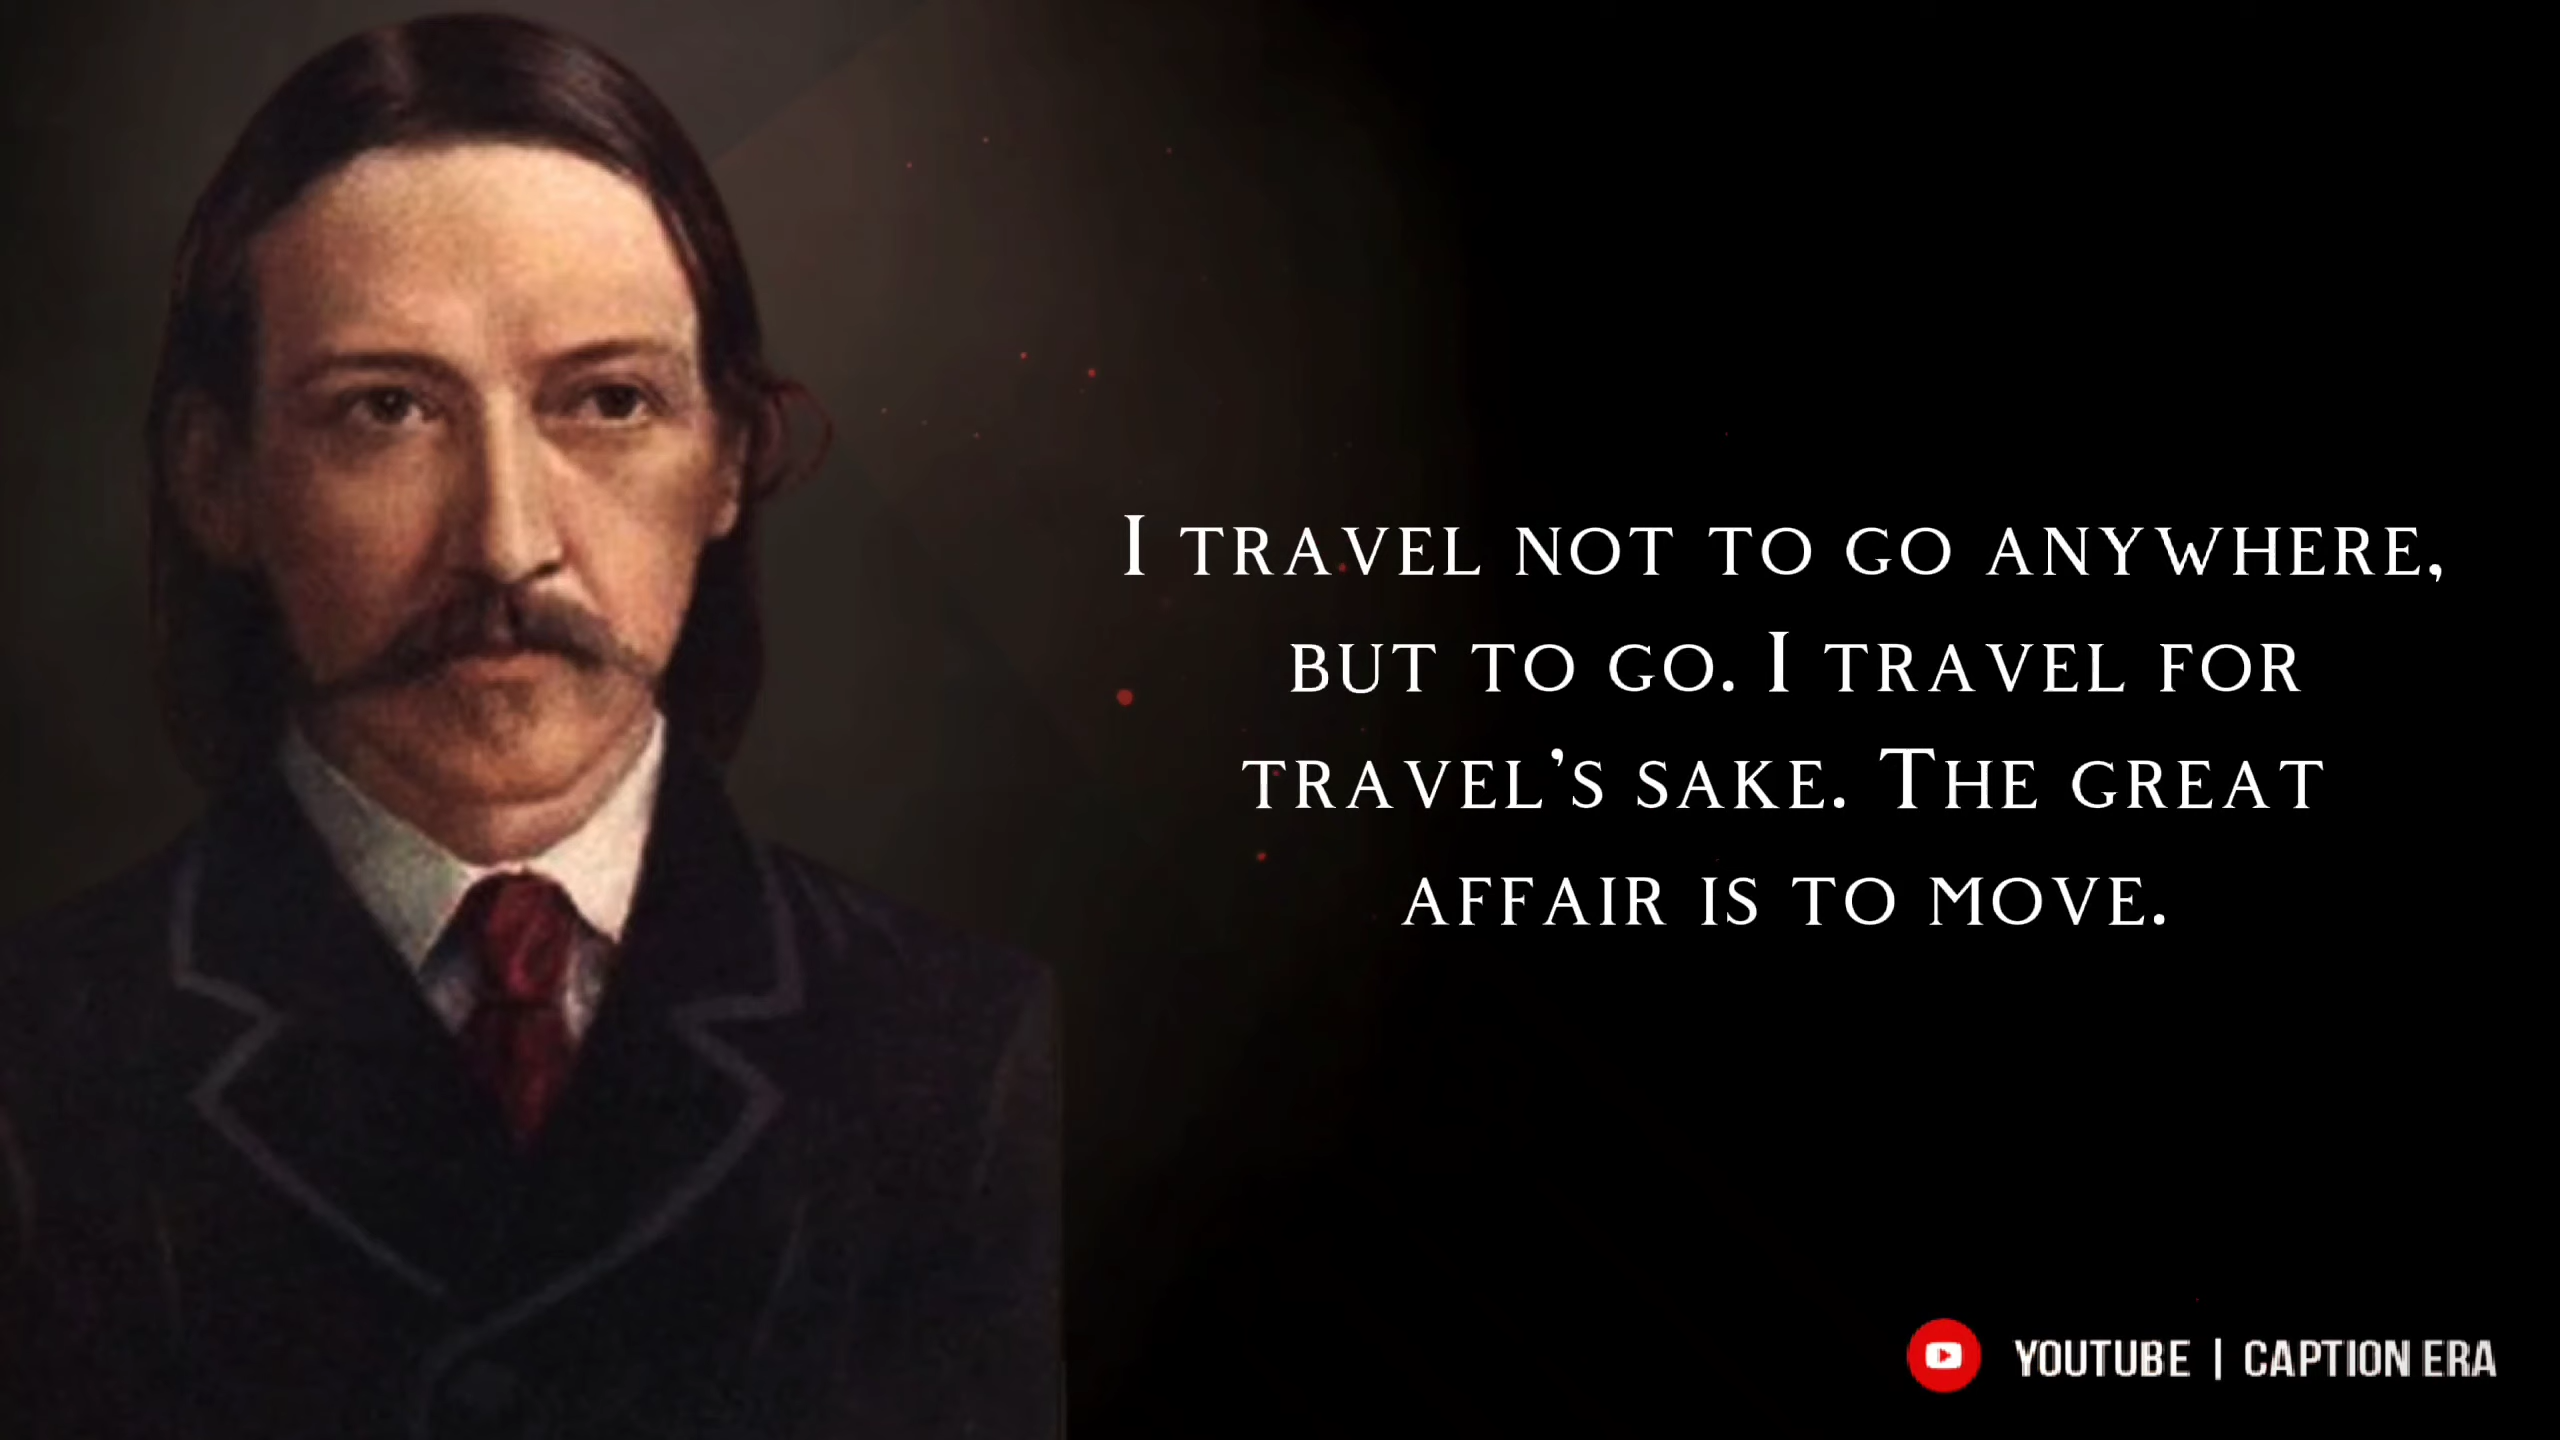 I travel not to go anywhere,
but to go. I travel for
travel's sake. The great
affair is to move.
YOUTUBE | CAPTION ERA